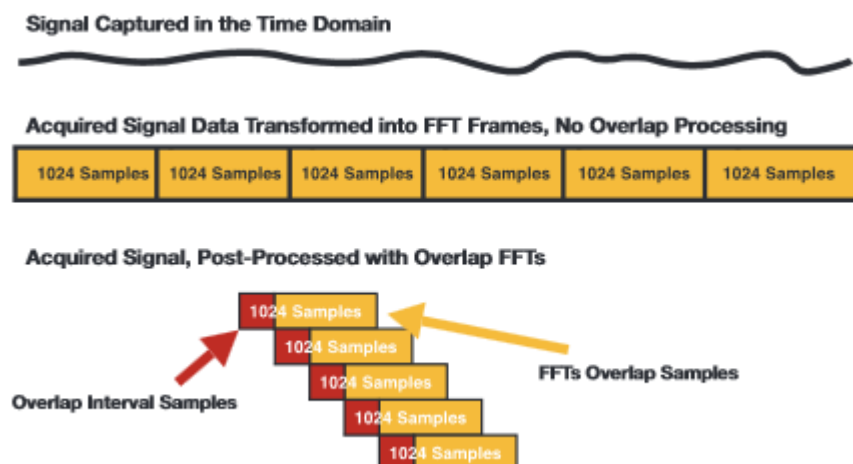 Signal Captured in the Time Domain
Acquired Signal Data Transformed into FFT Frames, No Overlap Processing
1024 Samples 1024 Samples 1024 Samples 1024 Samples 1024 Samples 1024 Samples
Acquired Signal, Post-Processed with Overlap FFTs
1024 Samples
1024 Samples
FFTs Overlap Samples
1024 Samples
Overlap Interval Samples
1024 Samples
1024 Samples